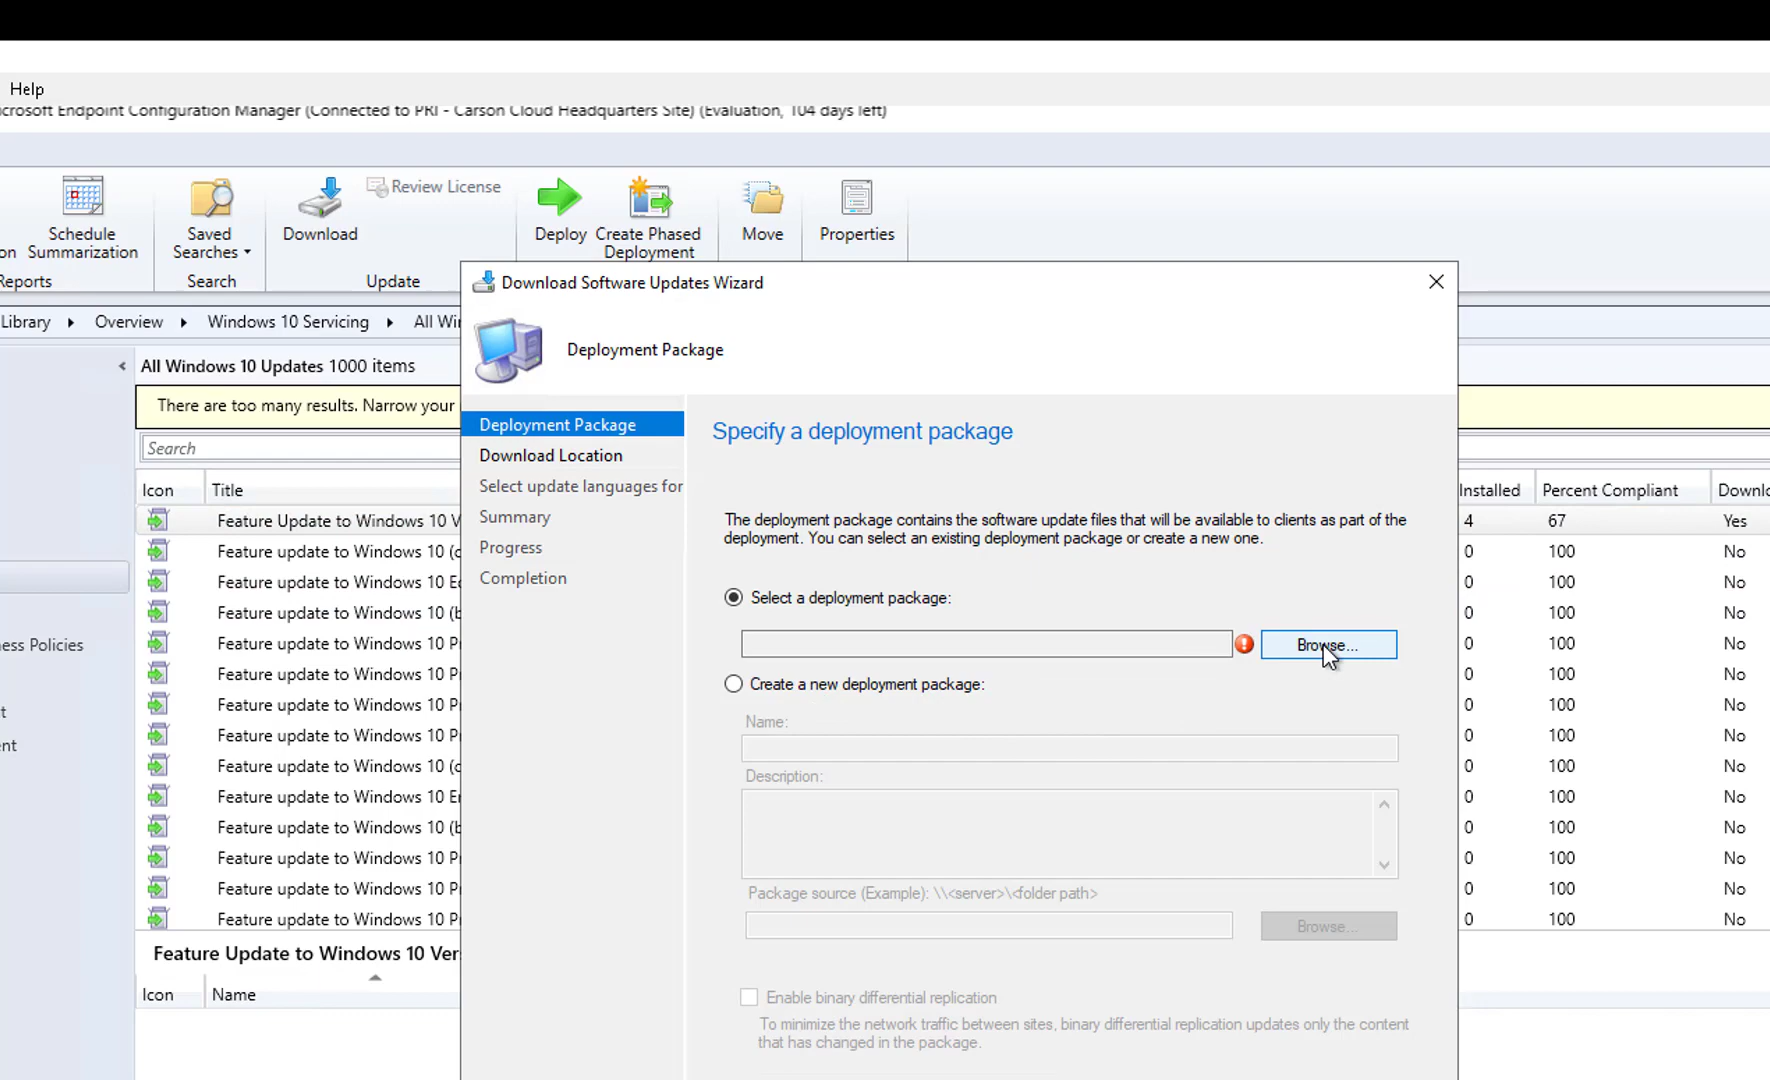 Help
crosoft Endpoint Configuration Manager (Connected to PRI - Carson Cloud Headquarters Site) (Evaluation, 104 days left)
on
Schedule
Summarization
Reports
Saved
Searches
Search
Download
Review License
Update
Deploy
Create Phased
Deployment
Move
Properties
Library
Overview
Windows 10 Servicing
All Wi
All Windows 10 Updates 1000 items
There are too many results. Narrow your
Search
Icon Title
Feature Update to Windows 10 V
Feature update to Windows 10 (c
Feature update to Windows 10 Ed
Feature update to Windows 10 (b
Feature update to Windows 10 P
Feature update to Windows 10 P
Feature update to Windows 10 P
Feature update to Windows 10 P
Feature update to Windows 10 (c
Feature update to Windows 10 E
Feature update to Windows 10 (b
Feature update to Windows 10 P
Feature update to Windows 10 P
Feature update to Windows 10 P
ess Policies
t
ent
Feature Update to Windows 10 Ver
Icon Name
Download Software Updates Wizard
Deployment Package
Deployment Package
Download Location
Select update languages for
Summary
Progress
Completion
Specify a deployment package
The deployment package contains the software update files that will be available to clients as part of the
deployment. You can select an existing deployment package or create a new one.
Select a deployment package:
Browse...
Create a new deployment package:
Name:
Description:
Package source (Example): \\<server>\<folder path>
Browse...
Enable binary differential replication
To minimize the network traffic between sites, binary differential replication updates only the content
that has changed in the package.
Installed Percent Compliant Downlo
4 67 Yes
0 100 No
0 100 No
0 100 No
0 100 No
0 100 No
0 100 No
0 100 No
0 100 No
0 100 No
0 100 No
0 100 No
0 100 No
0 100 No